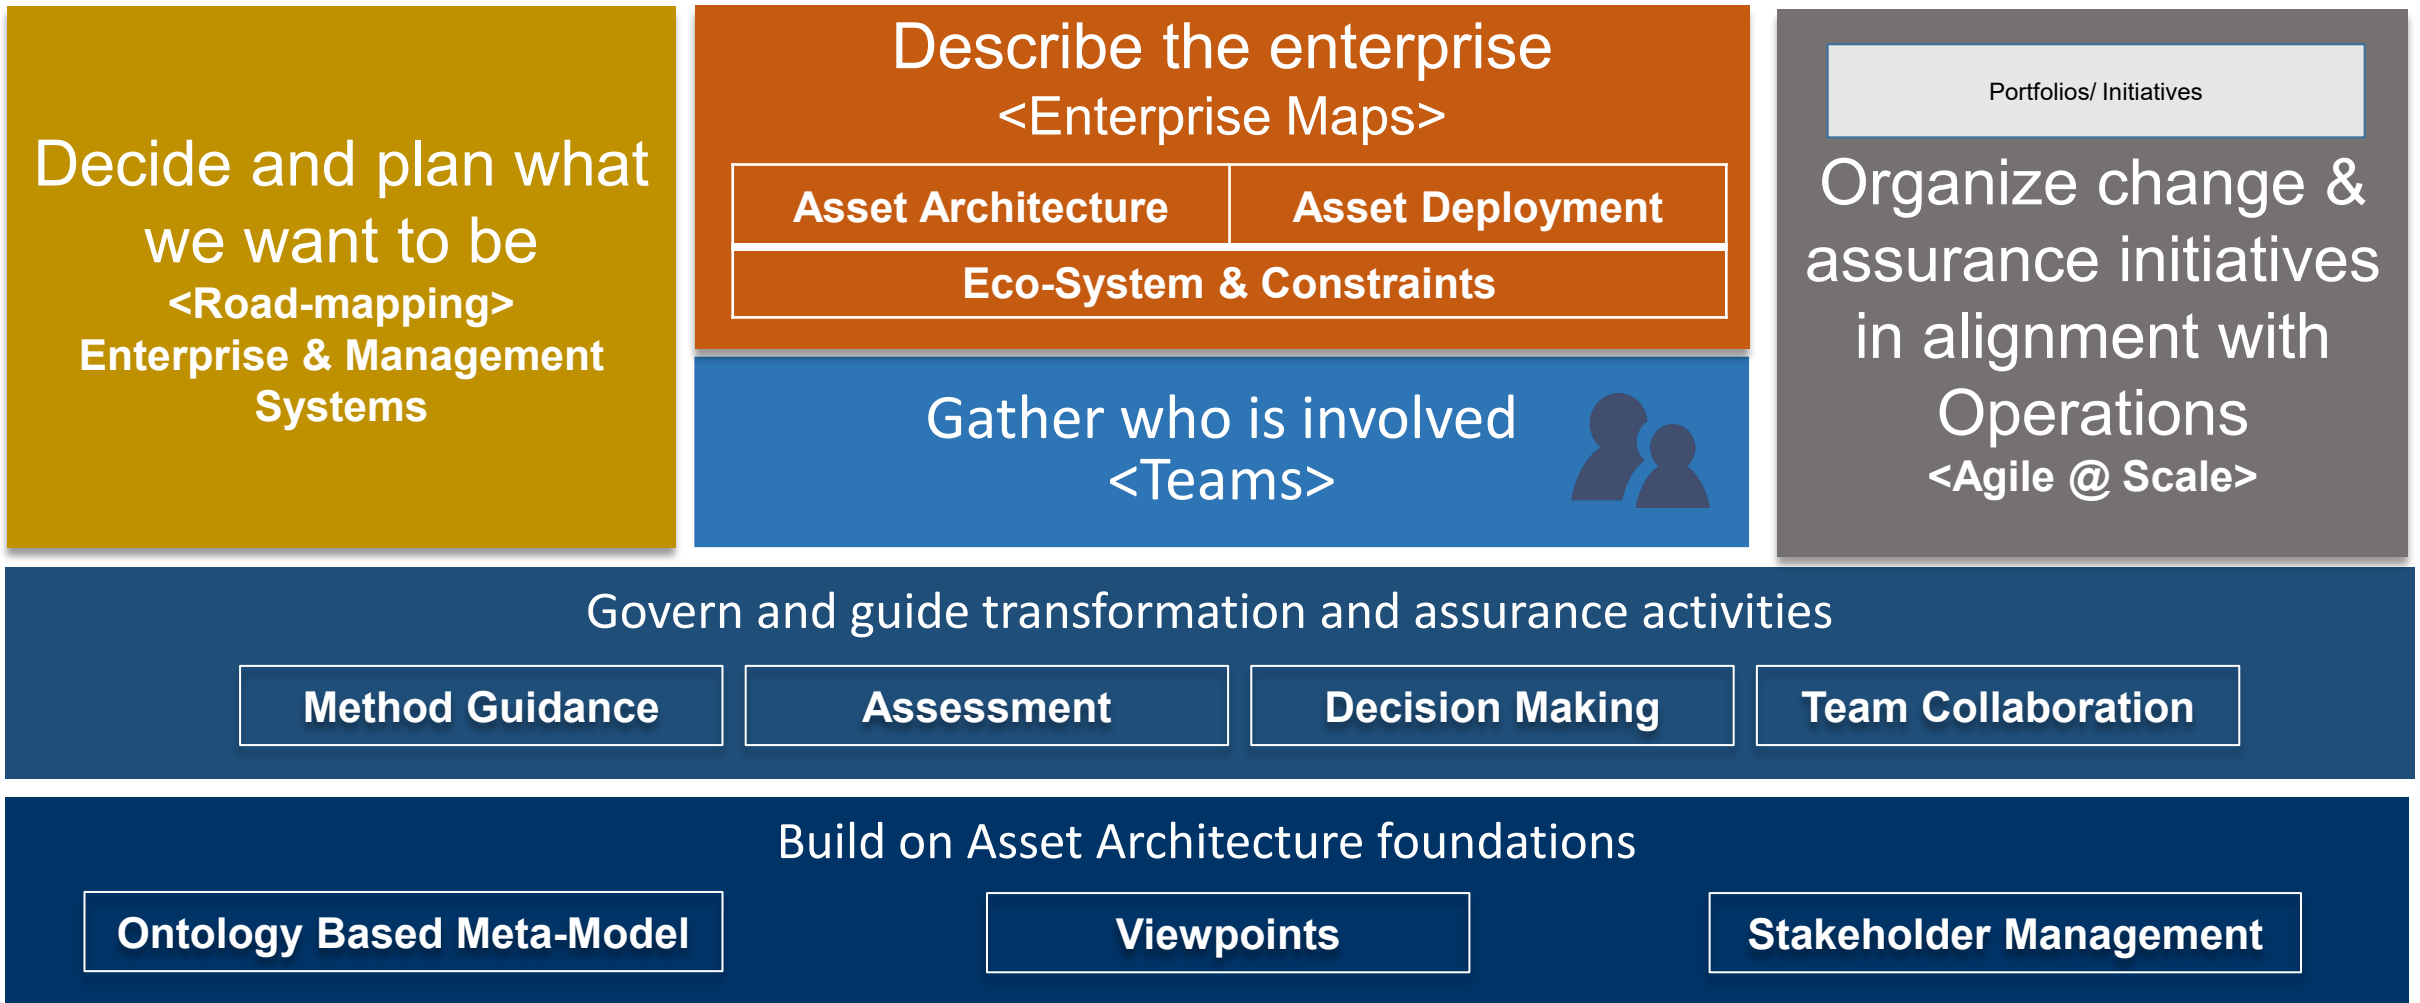 Decide and plan what
we want to be
<Road-mapping>
Enterprise & Management
Systems
Describe the enterprise
<Enterprise Maps>
Asset Architecture
Asset Deployment
Eco-System & Constraints
Gather who is involved
<Teams>
Portfolios/ Initiatives
Organize change &
assurance initiatives
in alignment with
Operations
<Agile @ Scale>
Govern and guide transformation and assurance activities
Method Guidance
Assessment
Decision Making
Team Collaboration
Build on Asset Architecture foundations
Ontology Based Meta-Model
Viewpoints
Stakeholder Management